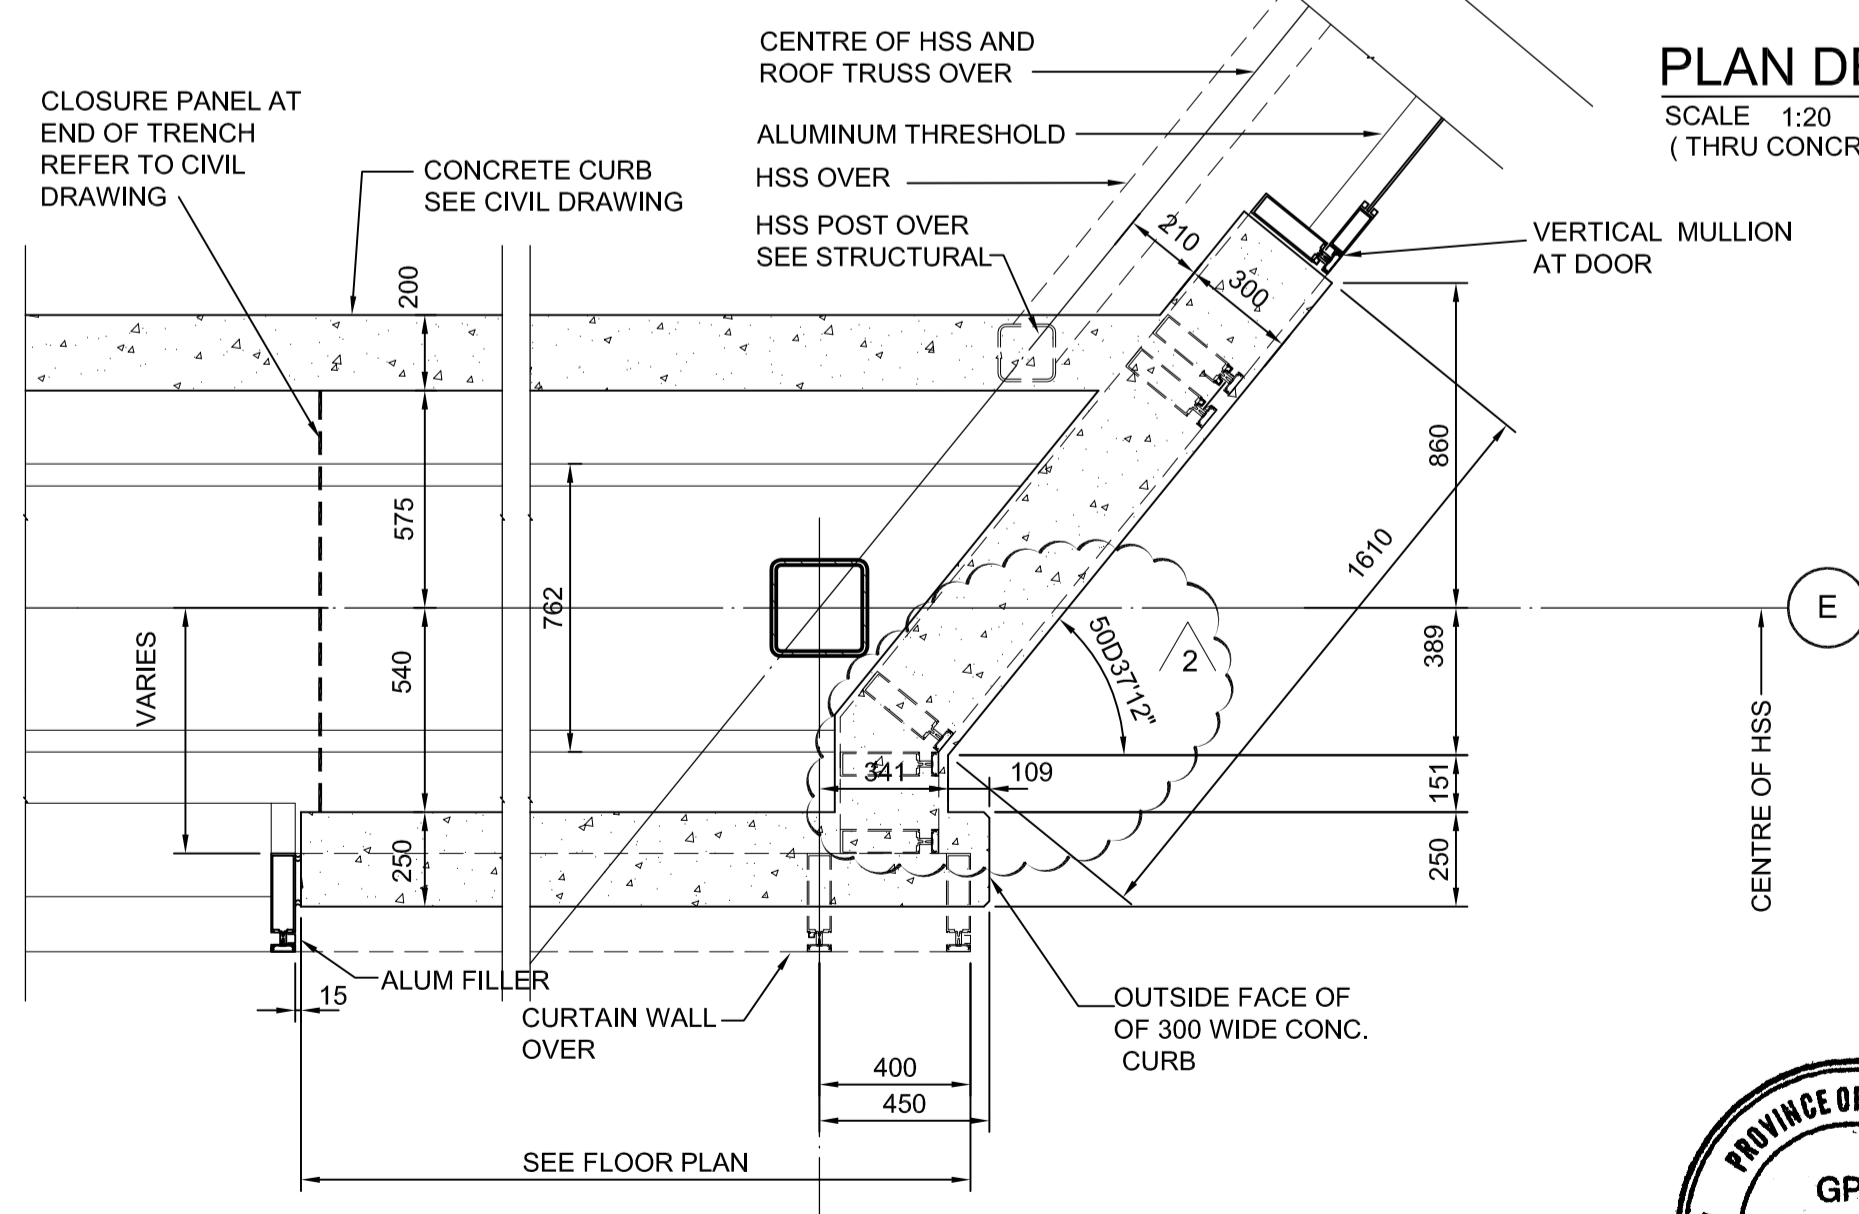 CENTRE OF HSS AND
ROOF TRUSS OVER
PLAN
SCALE 1:20
( THRU
CLOSURE PANEL AT
END OF TRENCH
REFER TO CIVIL
DRAWING
CONCRETE CURB
SEE CIVIL DRAWING
ALUMINUM THRESHOLD
HSS OVER
HSS POST OVER
SEE STRUCTURAL
VERTICAL MULLION
AT DOOR
210
300
200
860
575
762
1610
E
VARIES
540
389
50D37'12"
2
341
109
151
250
250
CENTRE OF HSS
15
ALUM FILLER
CURTAIN WALL
OVER
OUTSIDE FACE OF
OF 300 WIDE CONC.
CURB
400
450
SEE FLOOR PLAN
PROVINCE